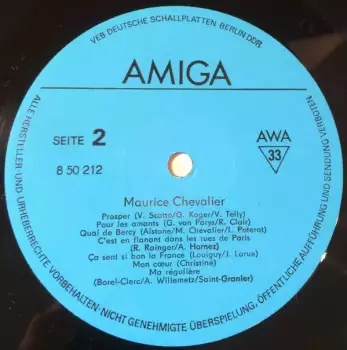 VEB DEUTSCHE SCHALLPLATTEN BERLIN DDR
AMIGA
SEITE 2
AWA
33
8 50 212
Maurice Chevalier
Prosper (V. Scotto/G. Koger/V. Telly)
Pour les amants (G. van Parys/R. Clair)
Quai de Bercy (Alstone/M. Chevalier/L. Poterat)
C'est en flanant dans les rues de Paris
(R. Rainger/A. Hornez)
Ça sent si bon la France (Louiguy/J. Larue)
Mon cœur (Christiné)
Ma régulière
(Borel-Clerc/A. Willemetz/Saint-Granier)
ALLE HERSTELLER- UND URHEBERRECHTE VORBEHALTEN · NICHT GENEHMIGTE ÜBERSPIELUNG, ÖFFENTLICHE AUFFÜHRUNG UND SENDUNG VERBOTEN